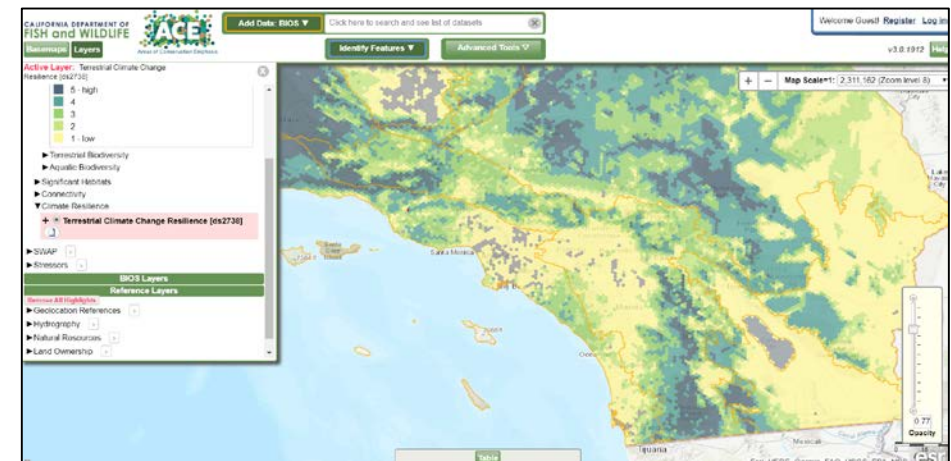 CALIFORNIA DEPARTMENT OF
FISH and WILDLIFE
ACE
Areas of Conservation Emphasis
Add Data: BIOS ▼
Click here to search and see list of datasets
Welcome Guest! Register Log in
Basemaps Layers
Identify Features ▼
Advanced Tools ▽
v3.0.1912 Help
Active Layer: Terrestrial Climate Change
Resilience [ds2738]
5 - high
4
3
2
1 - low
Map Scale=1: 2,311,162 (Zoom level 8)
▶Terrestrial Biodiversity
▶Aquatic Biodiversity
▶Significant Habitats
▶Connectivity
▼Climate Resilience
+ Terrestrial Climate Change Resilience [ds2738]
▶SWAP
▶Stressors
BIOS Layers
Reference Layers
Remove All Highlights
▶Geolocation References
▶Hydrography
▶Natural Resources
▶Land Ownership
Santa Monica
0.77
Opacity
Tijuana
Mexicali
Table
esri